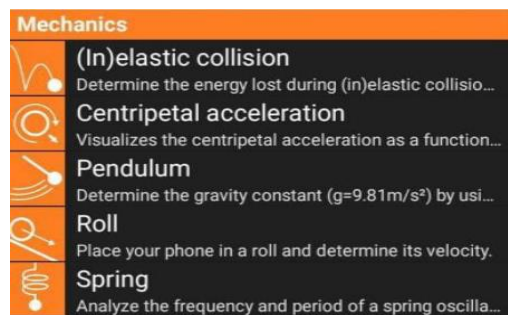 Mechanics
(In)elastic collision
Determine the energy lost during (in)elastic collisio...
Centripetal acceleration
Visualizes the centripetal acceleration as a function...
Pendulum
Determine the gravity constant (g=9.81m/s²) by usi...
Roll
Place your phone in a roll and determine its velocity.
Spring
Analyze the frequency and period of a spring oscilla...